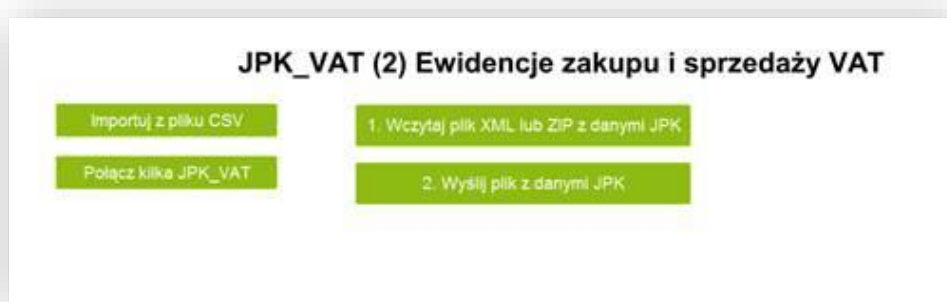 JPK_VAT (2) Ewidencje zakupu i sprzedaży VAT
Importuj z pliku CSV
Połącz kilka JPK_VAT
1. Wczytaj plik XML lub ZIP z danymi JPK
2. Wyślij plik z danymi JPK